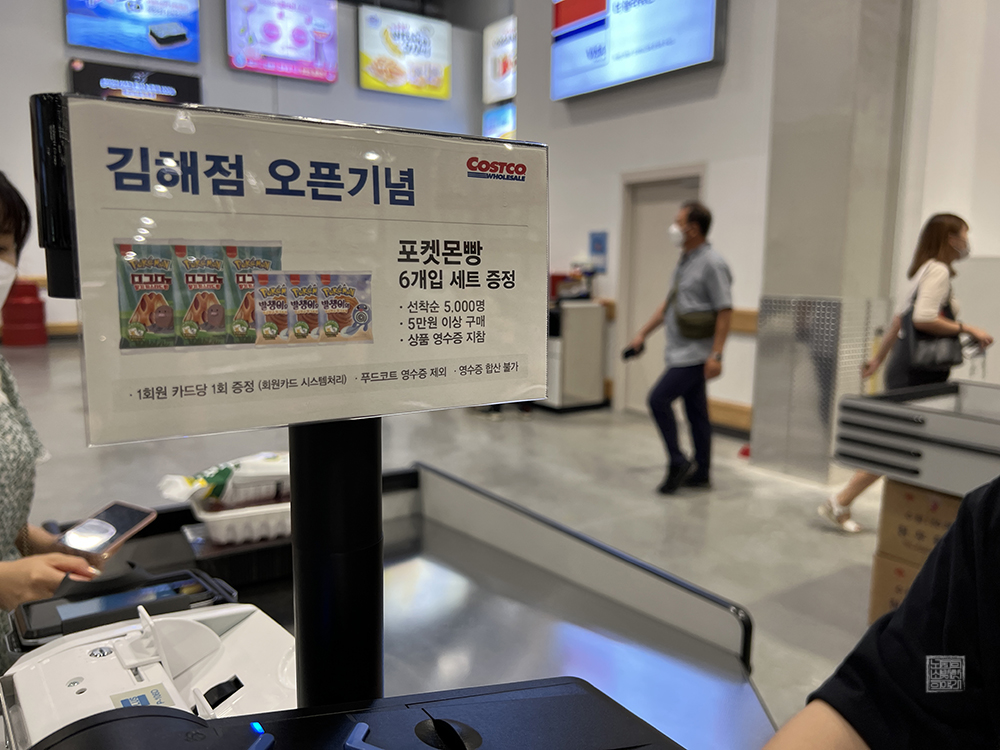 김해점 오픈기념
COSTCO
WHOLESALE
포켓몬빵
6개입 세트 증정
· 선착순 5,000명
· 5만원 이상 구매
· 상품 영수증 지참
· 1회원 카드당 1회 증정 (회원카드 시스템처리) · 푸드코트 영수증 제외 · 영수증 합산 불가
Pokémon
Pokémon
Pokémon